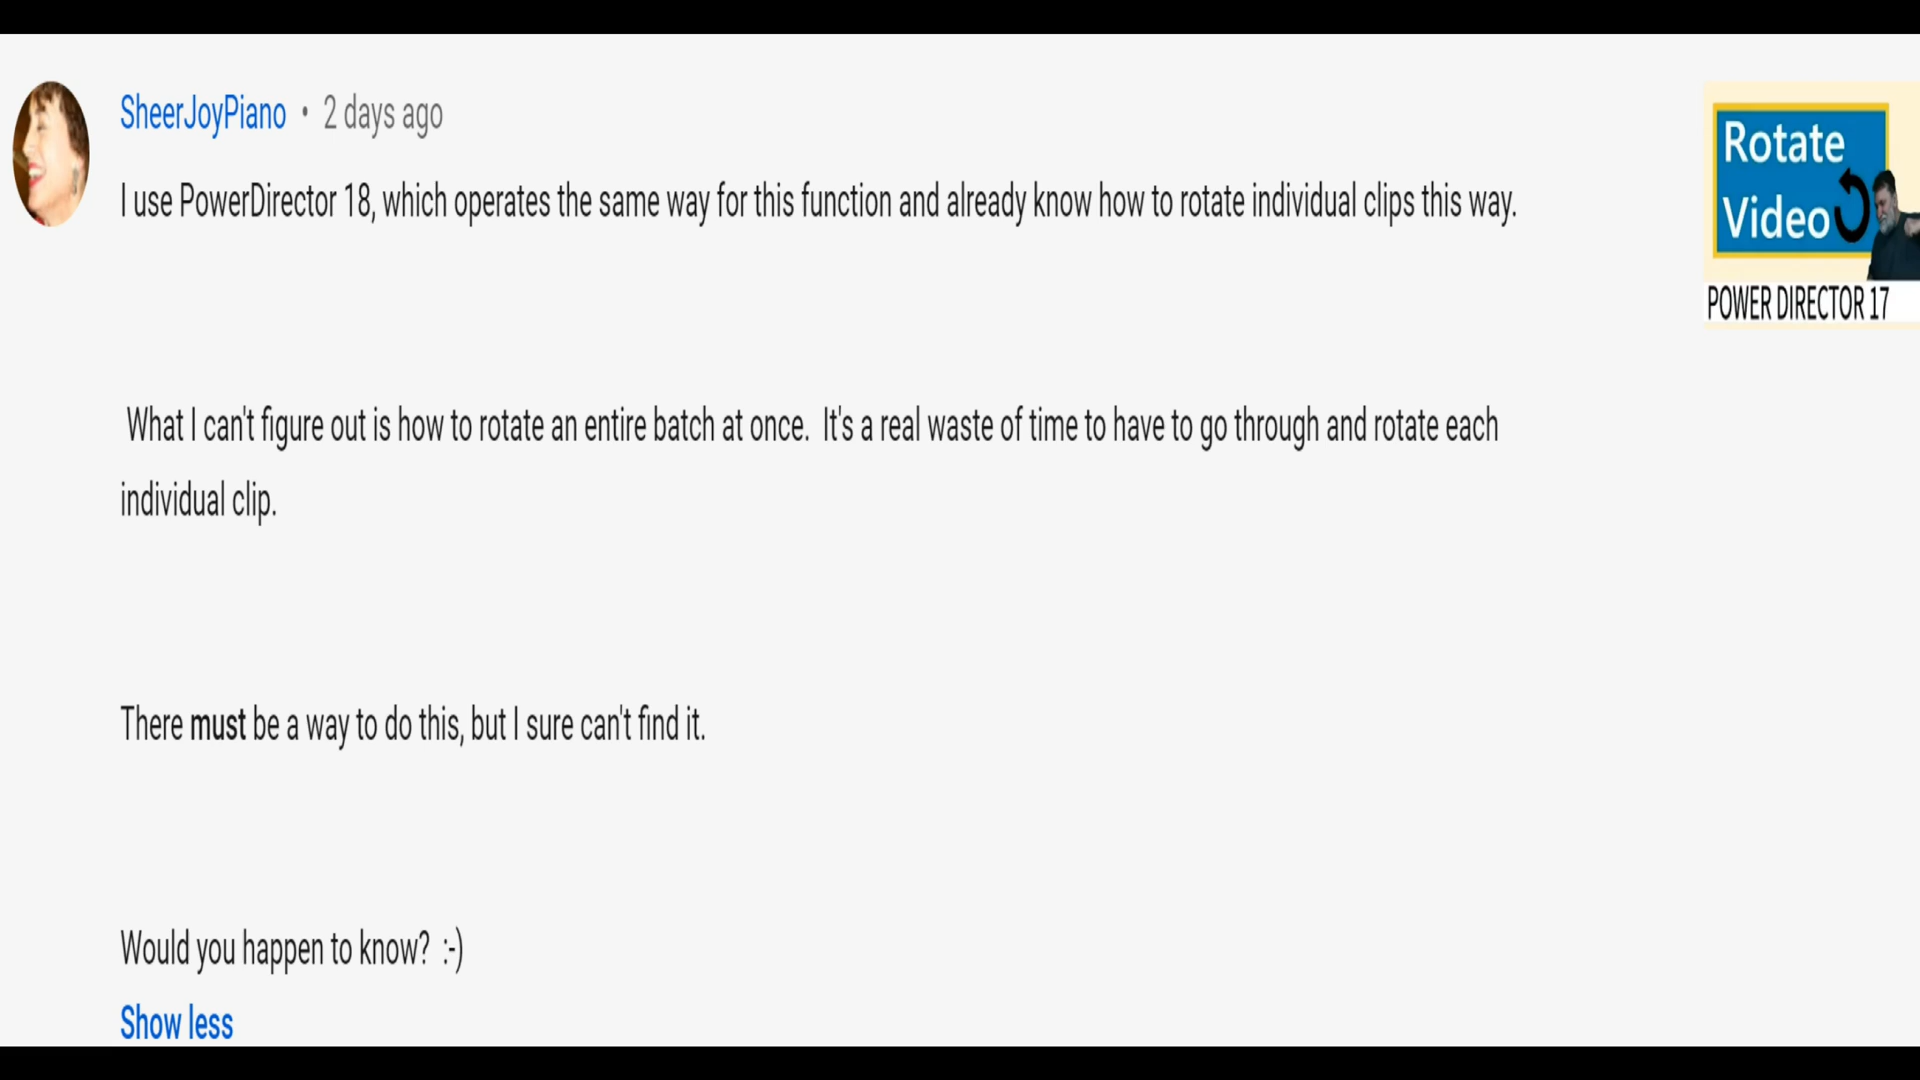 SheerJoyPiano • 2 days ago
I use PowerDirector 18, which operates the same way for this function and already know how to rotate individual clips this way.
What I can't figure out is how to rotate an entire batch at once.  It's a real waste of time to have to go through and rotate each
individual clip.
There must be a way to do this, but I sure can't find it.
Would you happen to know?  :-)
Show less
Rotate
Video
POWER DIRECTOR 17